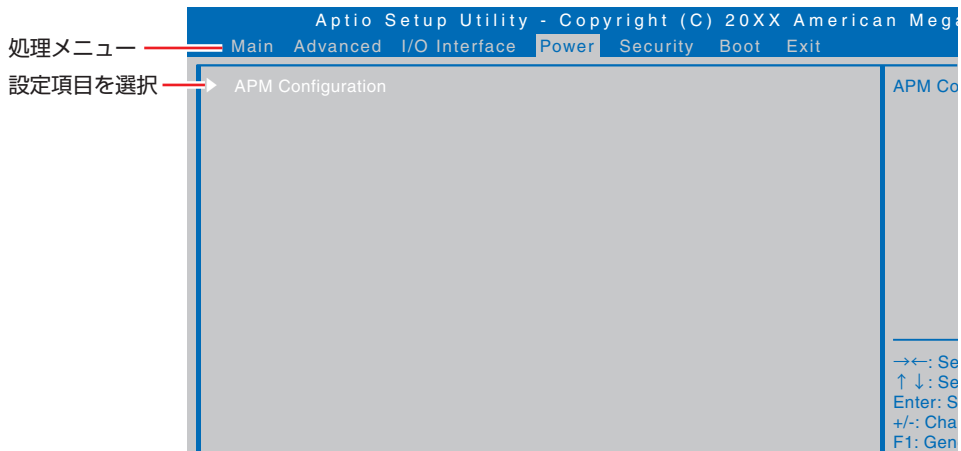 Aptio Setup Utility - Copyright (C) 20XX American Mega
処理メニュー
Main Advanced I/O Interface Power Security Boot Exit
設定項目を選択
▶ APM Configuration
APM Co
→←: Se
↑↓: Se
Enter: S
+/-: Cha
F1: Gen